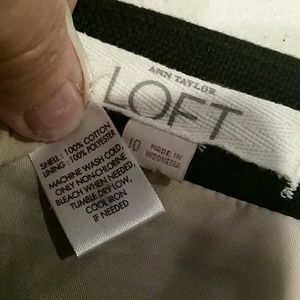 ANN TAYLOR
LOFT
10
MADE IN
INDONESIA
SHELL: 100% COTTON
LINING: 100% POLYESTER
MACHINE WASH COLD,
ONLY NON-CHLORINE
BLEACH WHEN NEEDED,
TUMBLE DRY LOW,
COOL IRON
IF NEEDED